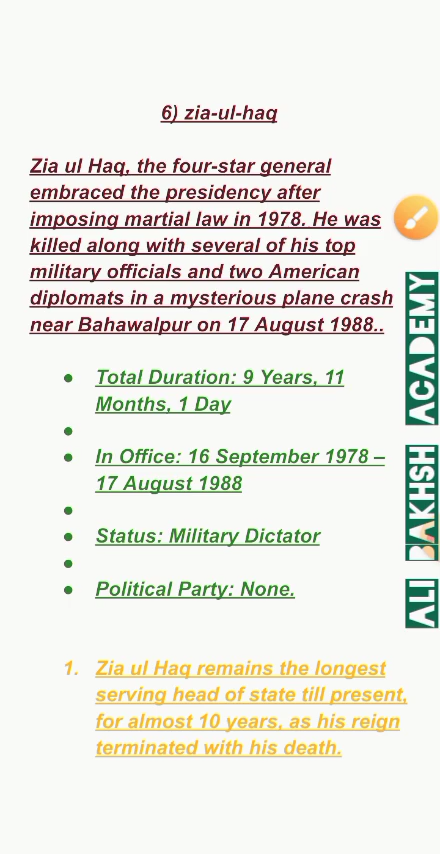 6) zia-ul-haq
Zia ul Haq, the four-star general
embraced the presidency after
imposing martial law in 1978. He was
killed along with several of his top
military officials and two American
diplomats in a mysterious plane crash
near Bahawalpur on 17 August 1988..
● Total Duration: 9 Years, 11
Months, 1 Day
●
● In Office: 16 September 1978 –
17 August 1988
●
● Status: Military Dictator
●
● Political Party: None.
1. Zia ul Haq remains the longest
serving head of state till present,
for almost 10 years, as his reign
terminated with his death.
ALI BAKHSH ACADEMY